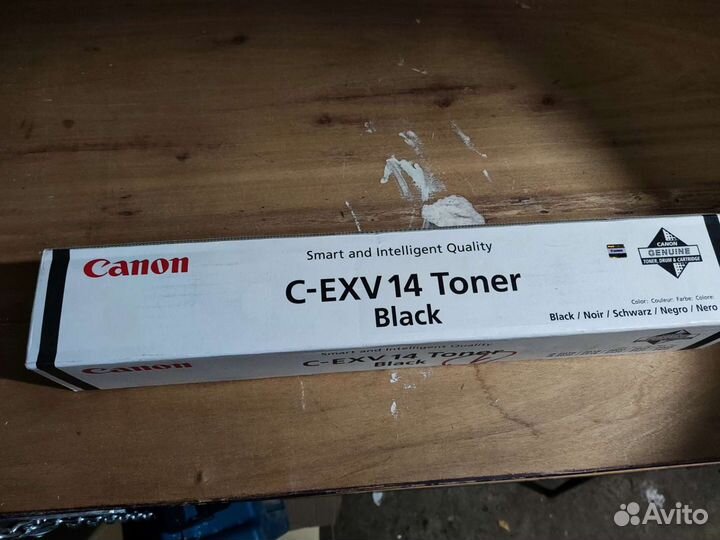 Smart and Intelligent Quality
Canon
C-EXV 14 Toner
Black
CANON
GENUINE
TONER, DRUM & CARTRIDGE
Color: Couleur: Farbe: Colore:
Black / Noir / Schwarz / Negro / Nero
Smart and Intelligent Quality
Canon
C-EXV 14 Toner
Black
Avito